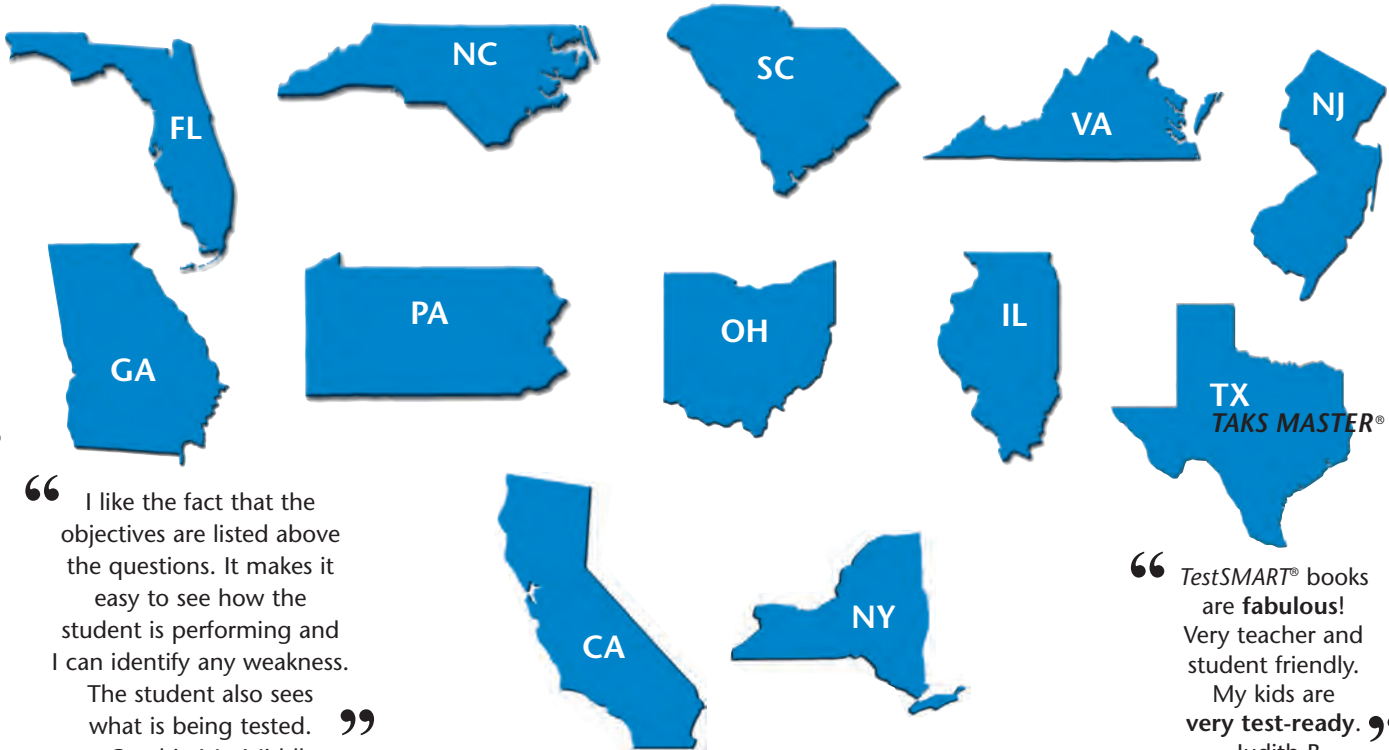 NC
SC
FL
VA
NJ
PA
OH
IL
GA
TX
TAKS MASTER®
“ I like the fact that the
objectives are listed above
the questions. It makes it
easy to see how the
student is performing and
I can identify any weakness.
The student also sees
what is being tested. ”
CA
NY
“ TestSMART® books
are fabulous!
Very teacher and
student friendly.
My kids are
very test-ready. ”